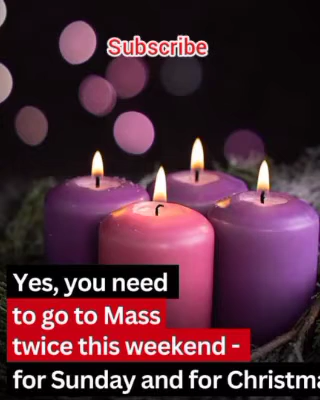 Subscribe
Yes, you need
to go to Mass
twice this weekend -
for Sunday and for Christma